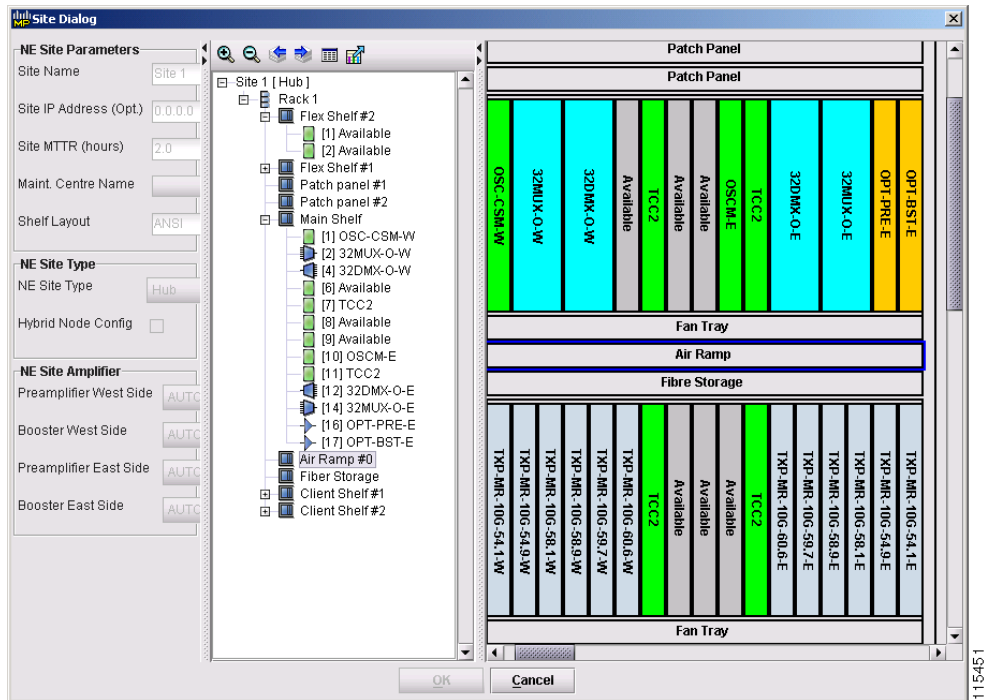 MP Site Dialog
NE Site Parameters
Site Name
Site 1
Site IP Address (Opt.)
0.0.0.0
Site MTTR (hours)
2.0
Maint. Centre Name
Shelf Layout
ANSI
NE Site Type
NE Site Type
Hub
Hybrid Node Config
NE Site Amplifier
Preamplifier West Side
AUTO
Booster West Side
AUTO
Preamplifier East Side
AUTO
Booster East Side
AUTO
Site 1 [ Hub ]
Rack 1
Flex Shelf #2
[1] Available
[2] Available
Flex Shelf #1
Patch panel #1
Patch panel #2
Main Shelf
[1] OSC-CSM-W
[2] 32MUX-O-W
[4] 32DMX-O-W
[6] Available
[7] TCC2
[8] Available
[9] Available
[10] OSCM-E
[11] TCC2
[12] 32DMX-O-E
[14] 32MUX-O-E
[16] OPT-PRE-E
[17] OPT-BST-E
Air Ramp #0
Fiber Storage
Client Shelf #1
Client Shelf #2
Patch Panel
Patch Panel
OSC-CSM-W
32MUX-O-W
32DMX-O-W
Available
TCC2
Available
Available
OSCM-E
TCC2
32DMX-O-E
32MUX-O-E
OPT-PRE-E
OPT-BST-E
Fan Tray
Air Ramp
Fibre Storage
TXP-MR-10G-54.1-W
TXP-MR-10G-54.9-W
TXP-MR-10G-58.1-W
TXP-MR-10G-58.9-W
TXP-MR-10G-59.7-W
TXP-MR-10G-60.6-W
TCC2
Available
Available
Available
TCC2
TXP-MR-10G-60.6-E
TXP-MR-10G-59.7-E
TXP-MR-10G-58.9-E
TXP-MR-10G-58.1-E
TXP-MR-10G-54.9-E
TXP-MR-10G-54.1-E
Fan Tray
OK
Cancel
115451